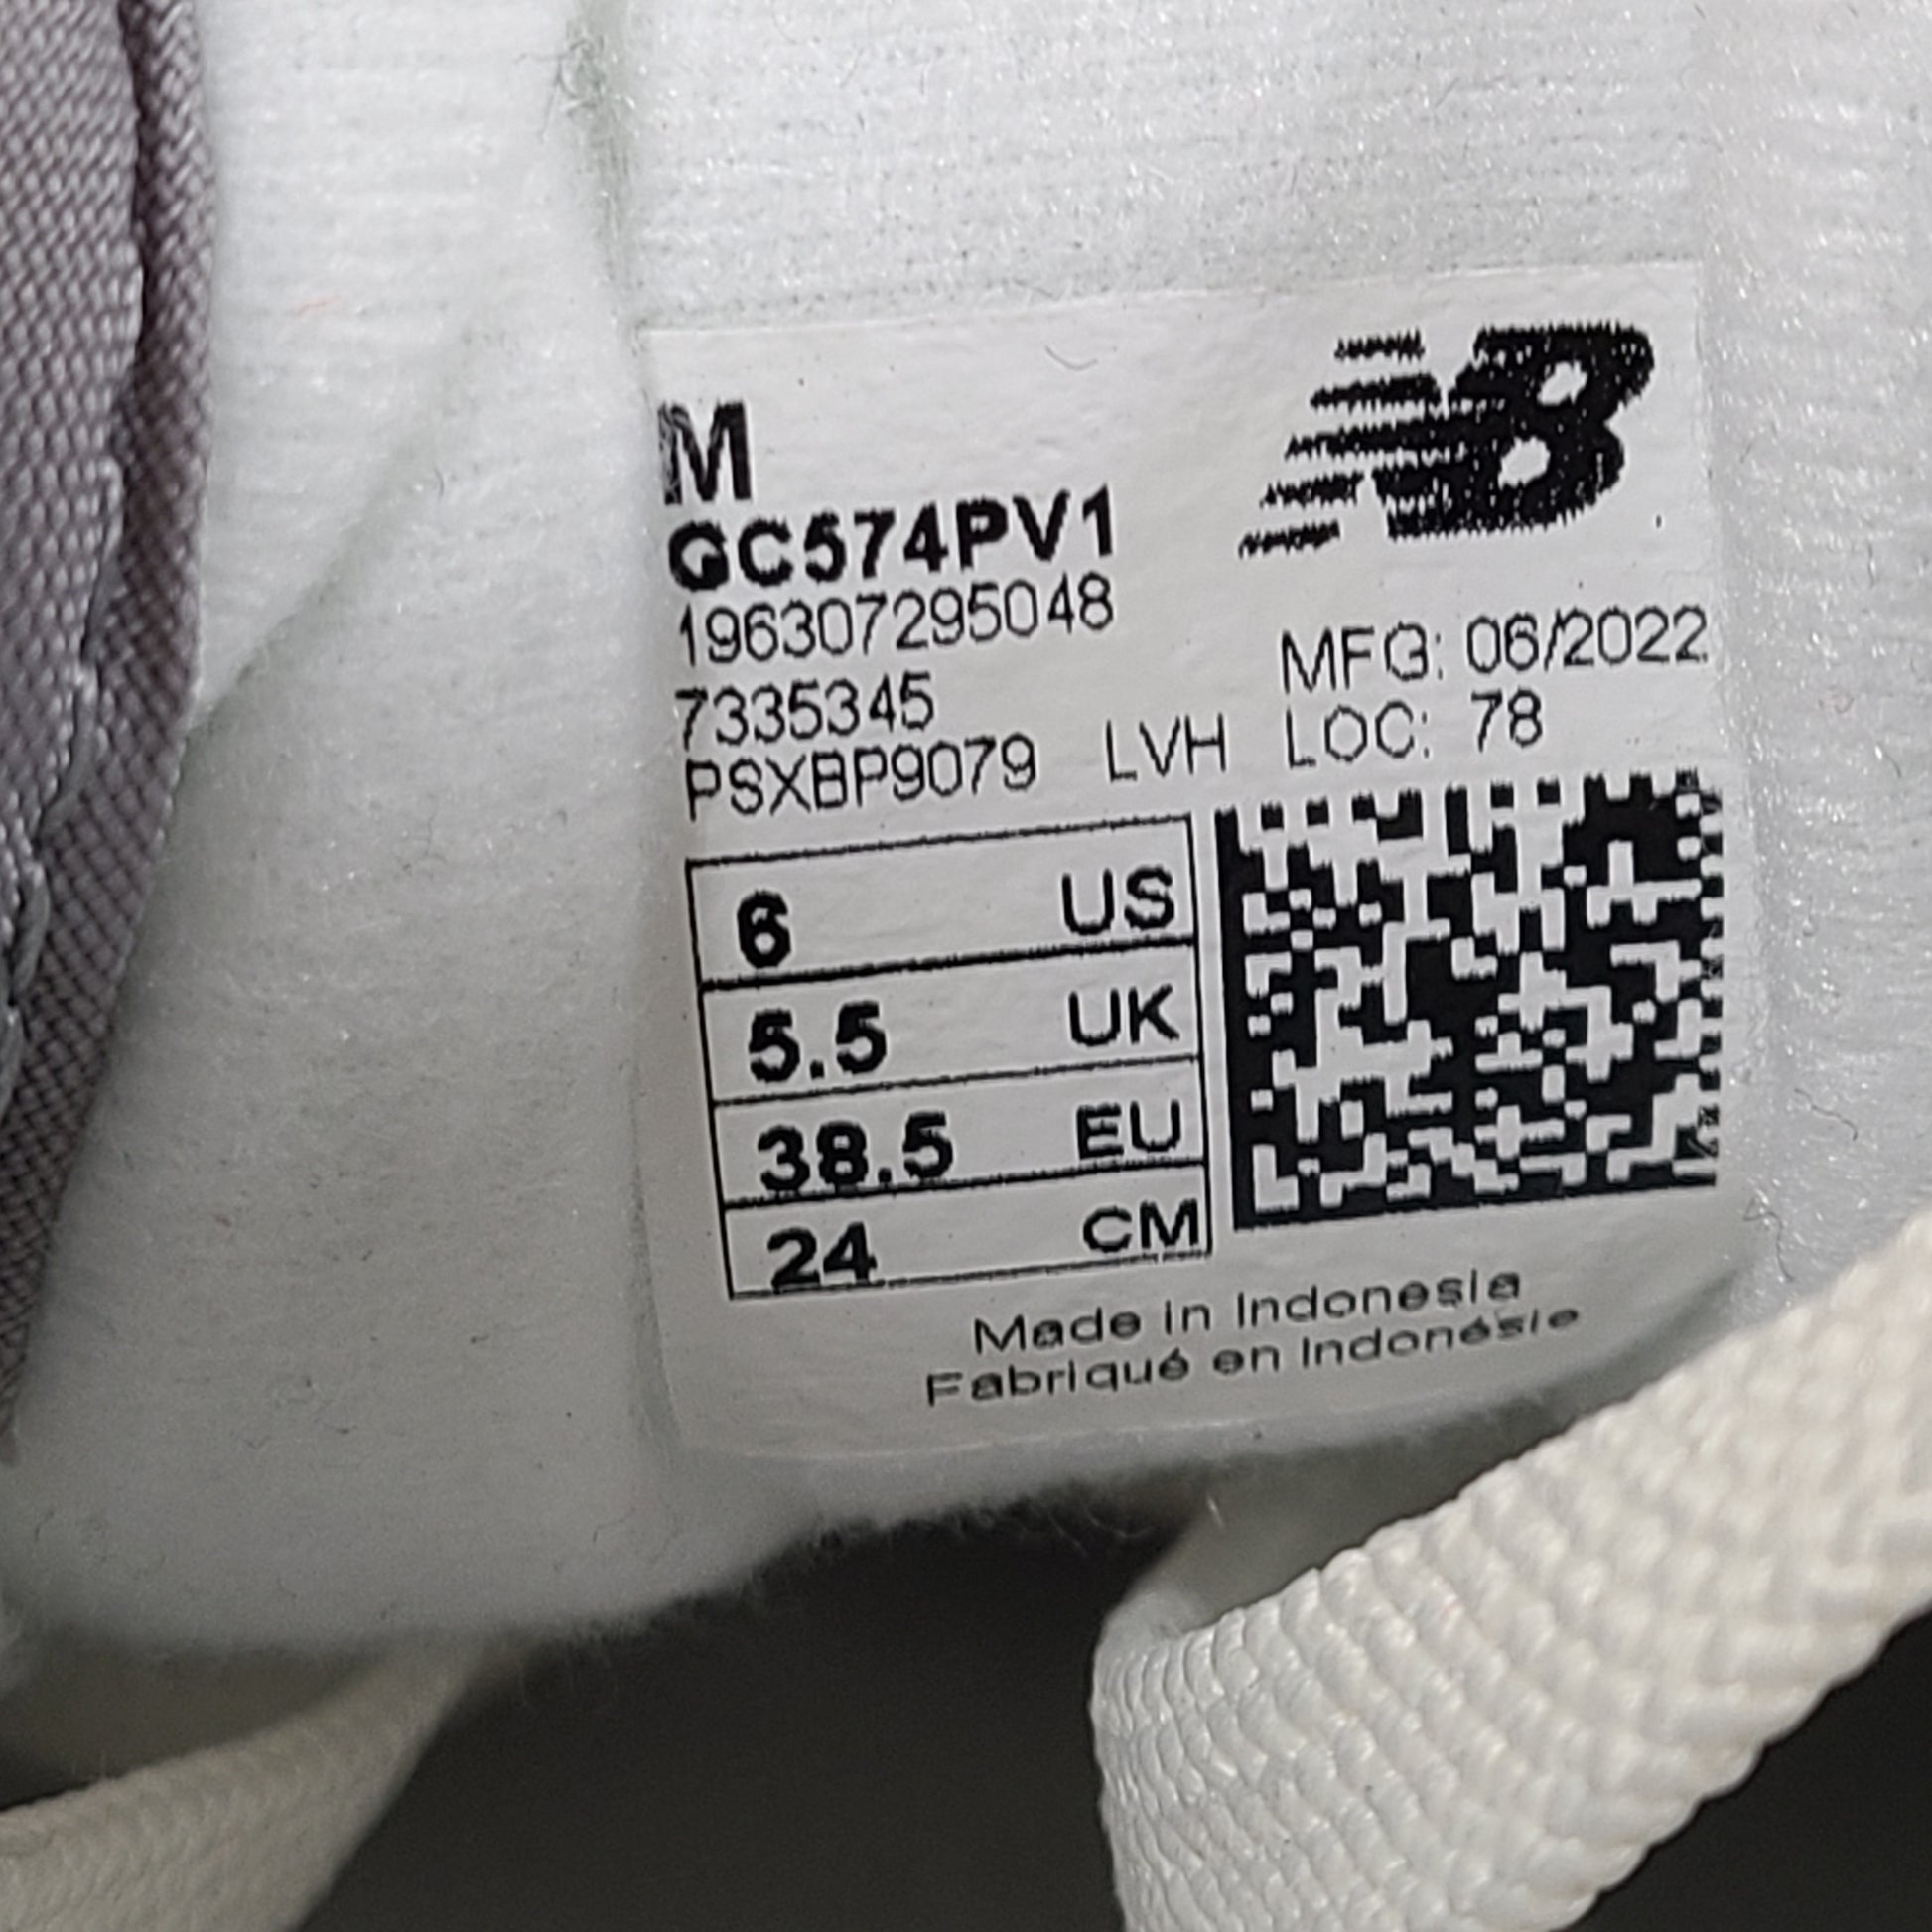 M
NB
GC574PV1
196307295048
7335345
MFG: 06/2022
PSXBP9079 LVH LOC: 78
6 US
5.5 UK
38.5 EU
24 CM
Made in Indonesia
Fabriqué en Indonésie